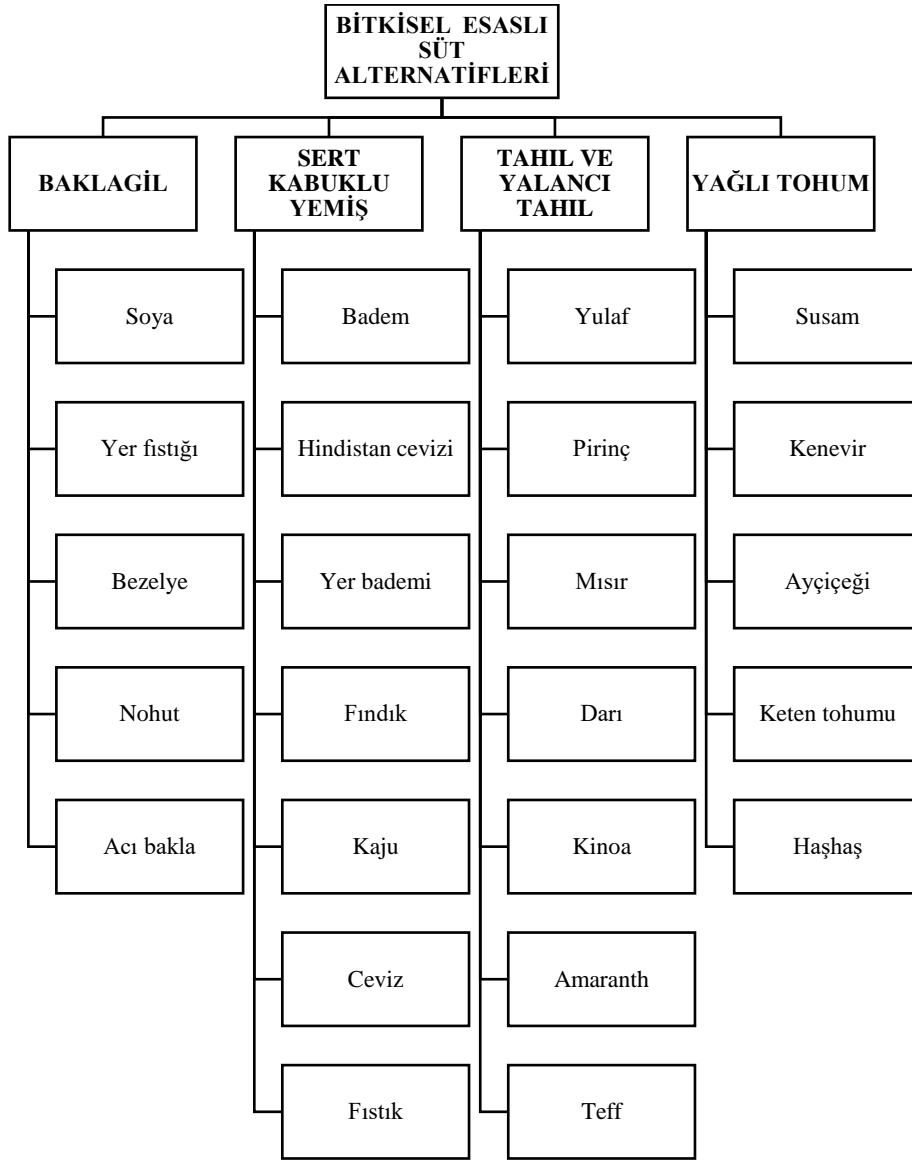 BİTKİSEL ESASLI
SÜT
ALTERNATİFLERİ
BAKLAGİL
Soya
Yer fıstığı
Bezelye
Nohut
Acı bakla
SERT
KABUKLU
YEMİŞ
Badem
Hindistan cevizi
Yer bademi
Fındık
Kaju
Ceviz
Fıstık
TAHIL VE
YALANCI
TAHIL
Yulaf
Pirinç
Mısır
Darı
Kinoa
Amaranth
Teff
YAĞLI TOHUM
Susam
Kenevir
Ayçiçeği
Keten tohumu
Haşhaş